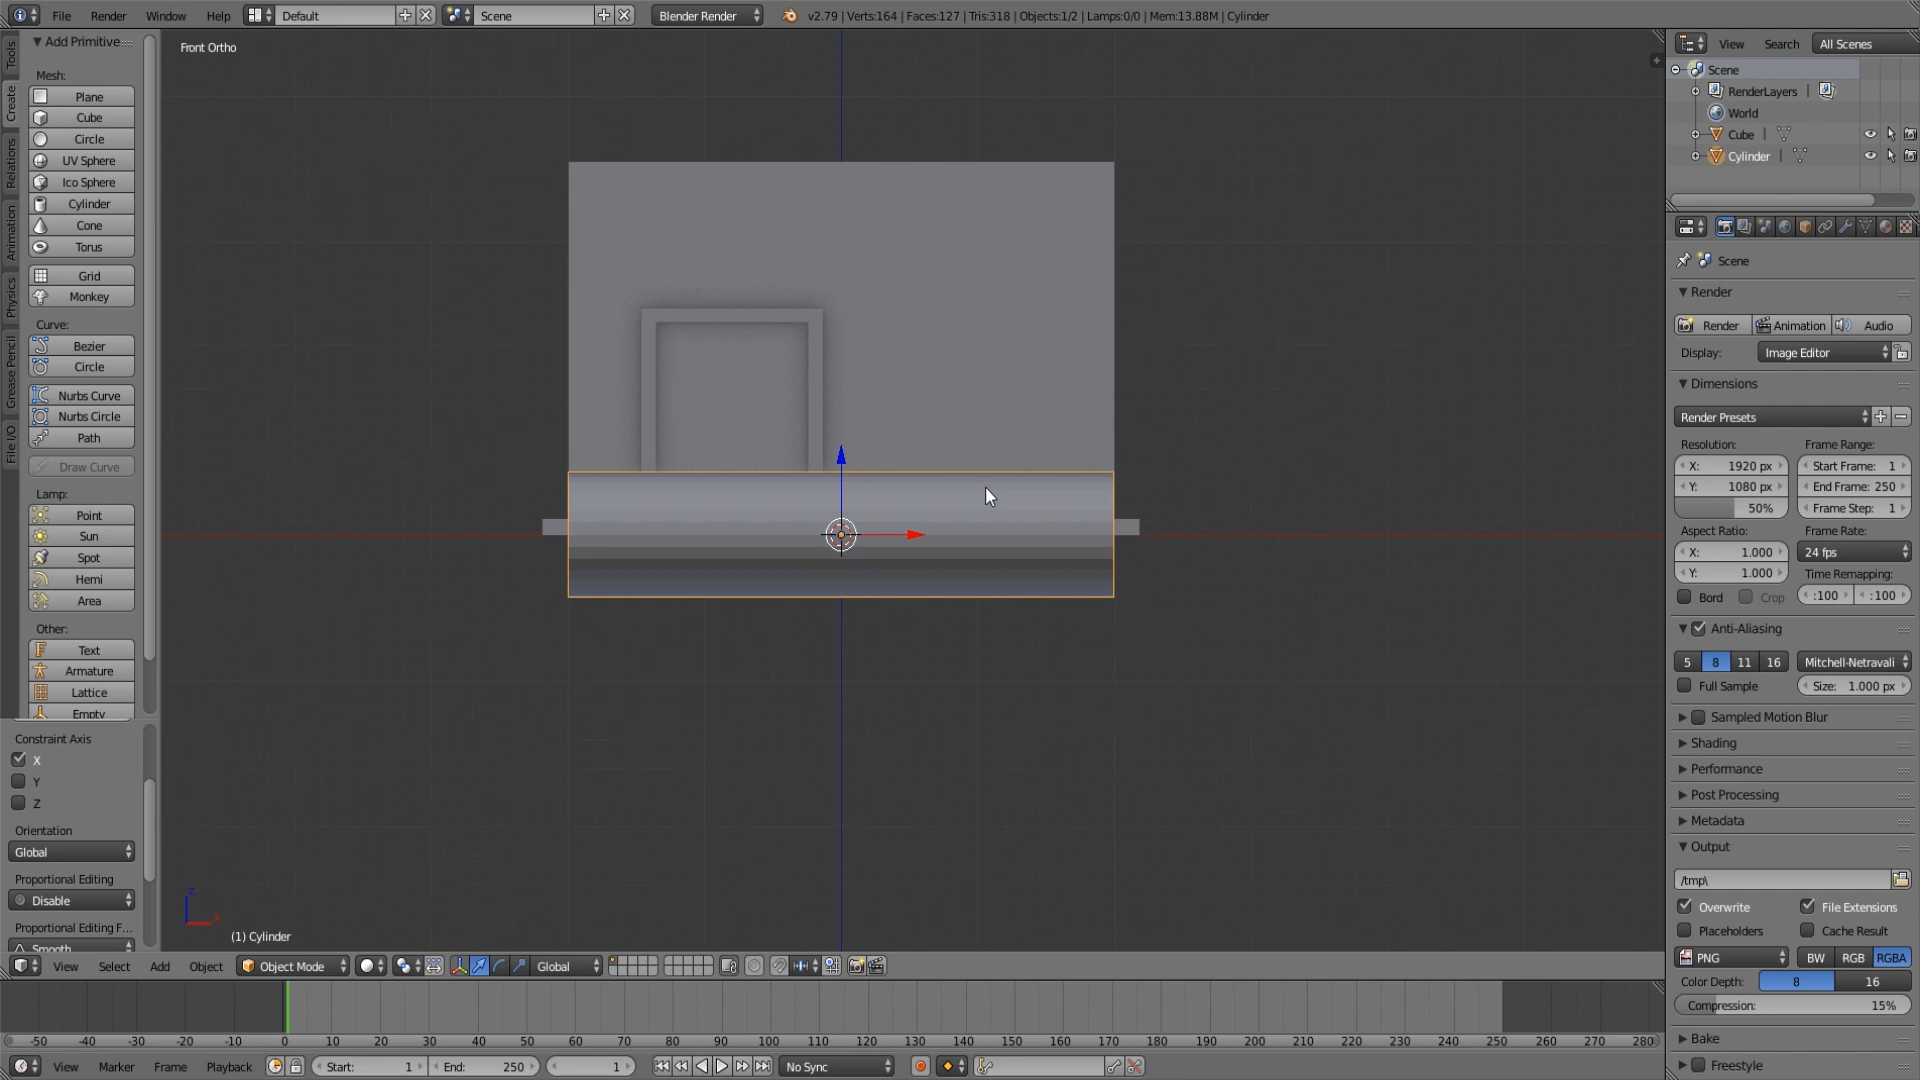 File Render Window Help Default Scene Blender Render v2.79 | Verts:164 | Faces:127 | Tris:318 | Objects:1/2 | Lamps:0/0 | Mem:13.88M | Cylinder
Tools
Create
Relations
Animation
Physics
Grease Pencil
File I/O
Add Primitive
Mesh:
Plane
Cube
Circle
UV Sphere
Ico Sphere
Cylinder
Cone
Torus
Grid
Monkey
Curve:
Bezier
Circle
Nurbs Curve
Nurbs Circle
Path
Draw Curve
Lamp:
Point
Sun
Spot
Hemi
Area
Other:
Text
Armature
Lattice
Empty
Constraint Axis
X
Y
Z
Orientation
Global
Proportional Editing
Disable
Proportional Editing F...
Smooth
Front Ortho
z
x
(1) Cylinder
View Search All Scenes
Scene
RenderLayers |
World
Cube |
Cylinder |
Scene
Render
Render Animation Audio
Display: Image Editor
Dimensions
Render Presets
Resolution: Frame Range:
X: 1920 px Start Frame: 1
Y: 1080 px End Frame: 250
50% Frame Step: 1
Aspect Ratio: Frame Rate:
X: 1.000 24 fps
Y: 1.000 Time Remapping:
Bord Crop :100 :100
Anti-Aliasing
5 8 11 16 Mitchell-Netravali
Full Sample Size: 1.000 px
Sampled Motion Blur
Shading
Performance
Post Processing
Metadata
Output
/tmp\
Overwrite File Extensions
Placeholders Cache Result
PNG BW RGB RGBA
Color Depth: 8 16
Compression: 15%
Bake
Freestyle
View Select Add Object Object Mode Global
-50 -40 -30 -20 -10 0 10 20 30 40 50 60 70 80 90 100 110 120 130 140 150 160 170 180 190 200 210 220 230 240 250 260 270 280
View Marker Frame Playback Start: 1 End: 250 1 No Sync